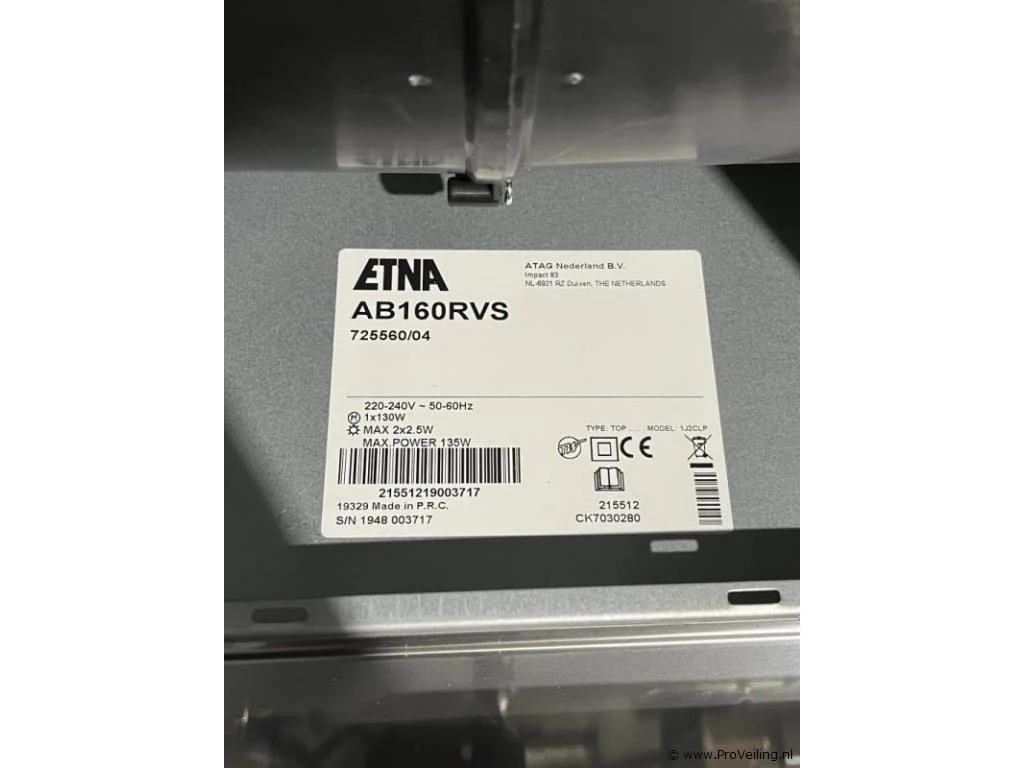 ETNA
ATAG Nederland B.V.
Impact 83
NL-6921 RZ Duiven, THE NETHERLANDS
AB160RVS
725560/04
220-240V ~ 50-60Hz
M 1x130W
MAX 2x2.5W
MAX.POWER 135W
TYPE: TOP ........ MODEL: 1J2CLP
CE
21551219003717
19329 Made in P.R.C.
S/N 1948 003717
215512
CK7030280
© www.ProVeiling.nl